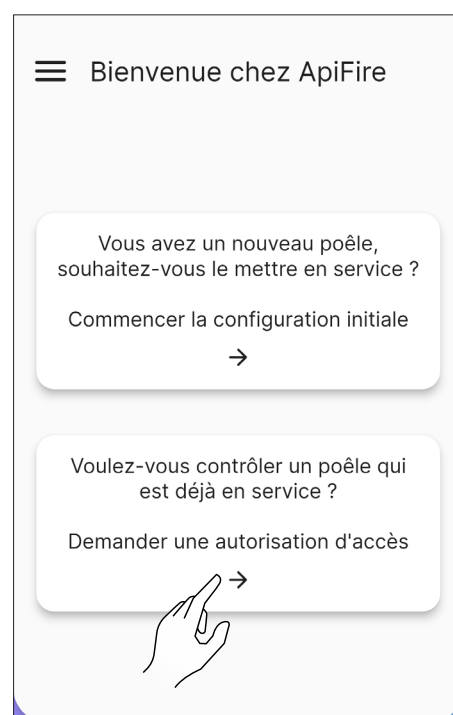 Bienvenue chez ApiFire
Vous avez un nouveau poêle,
souhaitez-vous le mettre en service ?
Commencer la configuration initiale
Voulez-vous contrôler un poêle qui
est déjà en service ?
Demander une autorisation d'accès